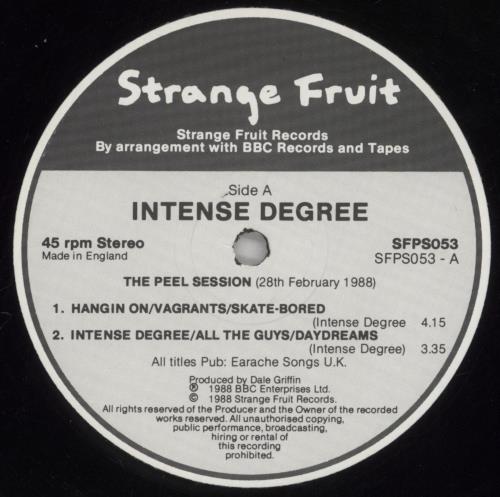 Strange Fruit
Strange Fruit Records
By arrangement with BBC Records and Tapes
Side A
INTENSE DEGREE
45 rpm Stereo
Made in England
SFPS053
SFPS053 - A
THE PEEL SESSION (28th February 1988)
1. HANGIN ON/VAGRANTS/SKATE-BORED
(Intense Degree 4.15
2. INTENSE DEGREE/ALL THE GUYS/DAYDREAMS
(Intense Degree) 3.35
All titles Pub: Earache Songs U.K.
Produced by Dale Griffin
℗ 1988 BBC Enterprises Ltd.
© 1988 Strange Fruit Records.
All rights reserved of the Producer and the Owner of the recorded
works reserved. All unauthorised copying,
public performance, broadcasting,
hiring or rental of
this recording
prohibited.